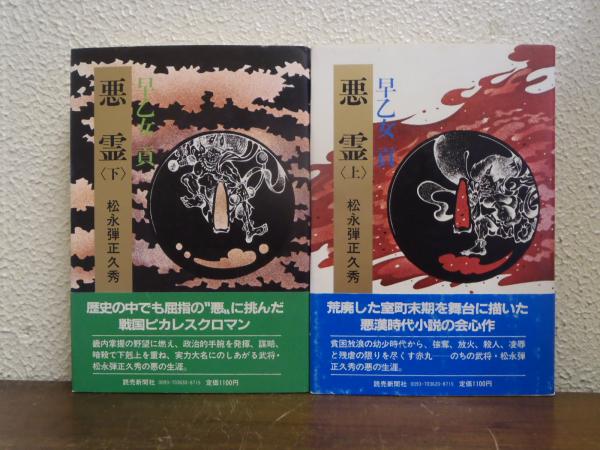 早乙女 貢
悪霊
〈下〉
松永弾正久秀
歴史の中でも屈指の〝悪〟に挑んだ
戦国ピカレスクロマン
畿内掌握の野望に燃え、政治的手腕を発揮、謀略、
暗殺で下剋上を重ね、実力大名にのしあがる武将・
松永弾正久秀の悪の生涯。
読売新聞社 0093-703630-8715 定価1100円
早乙女 貢
悪霊
〈上〉
松永弾正久秀
荒廃した室町末期を舞台に描いた
悪漢時代小説の会心作
貧困放浪の幼少時代から、強奪、放火、殺人、凌辱
と残虐の限りを尽くす赤丸――のちの武将・松永弾
正久秀の悪の生涯。
読売新聞社 0093-703620-8715 定価1100円